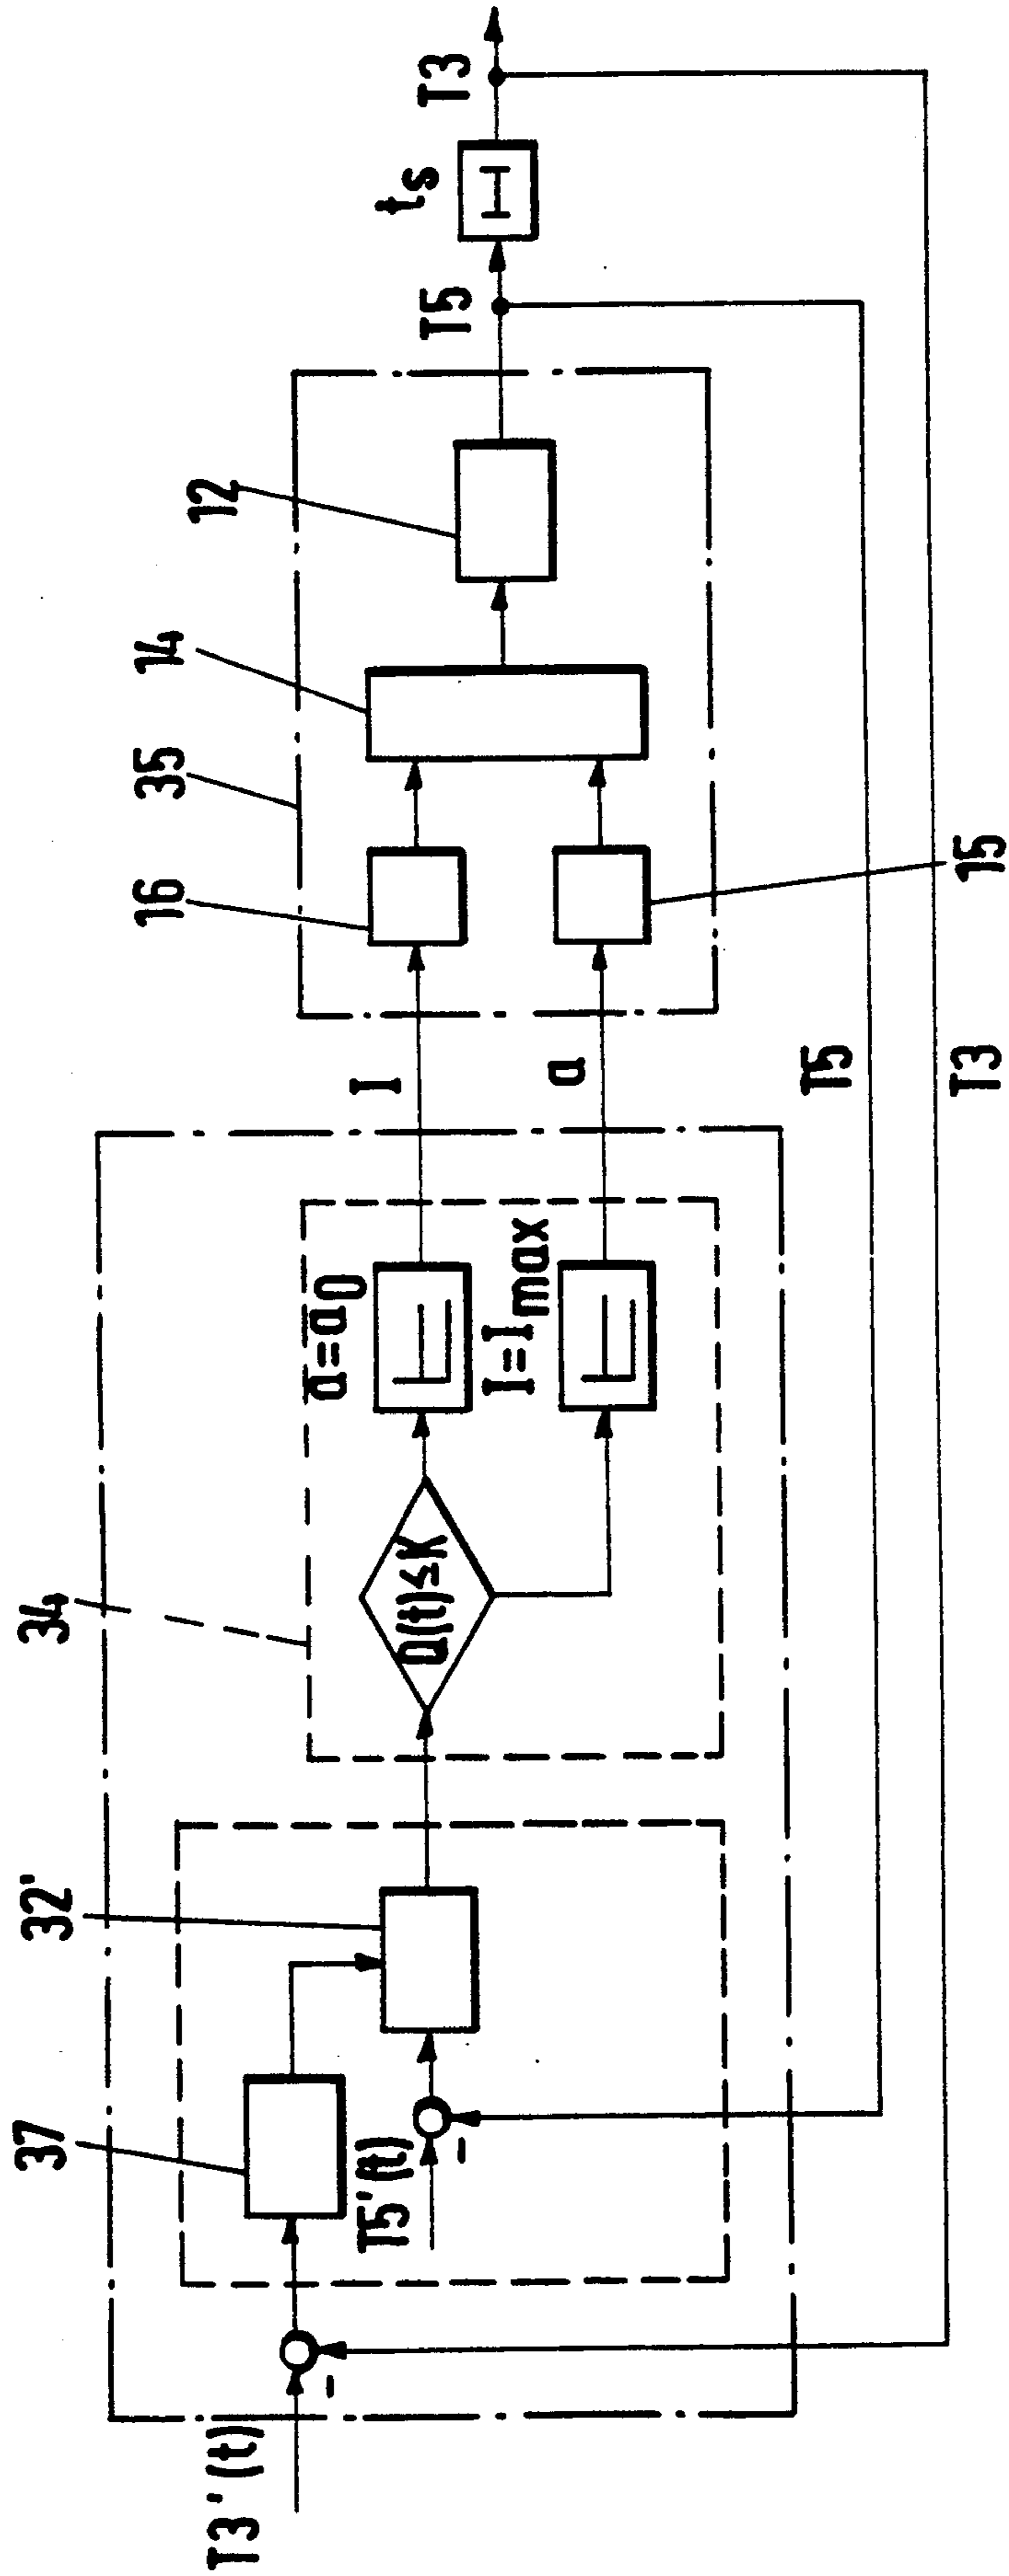 T3'(t)
37
32'
T5'(t)
-
-
34
Q(t)≤K
a=a0
I=Imax
I
a
16
35
14
12
15
T5
tS
T3
T5
T3